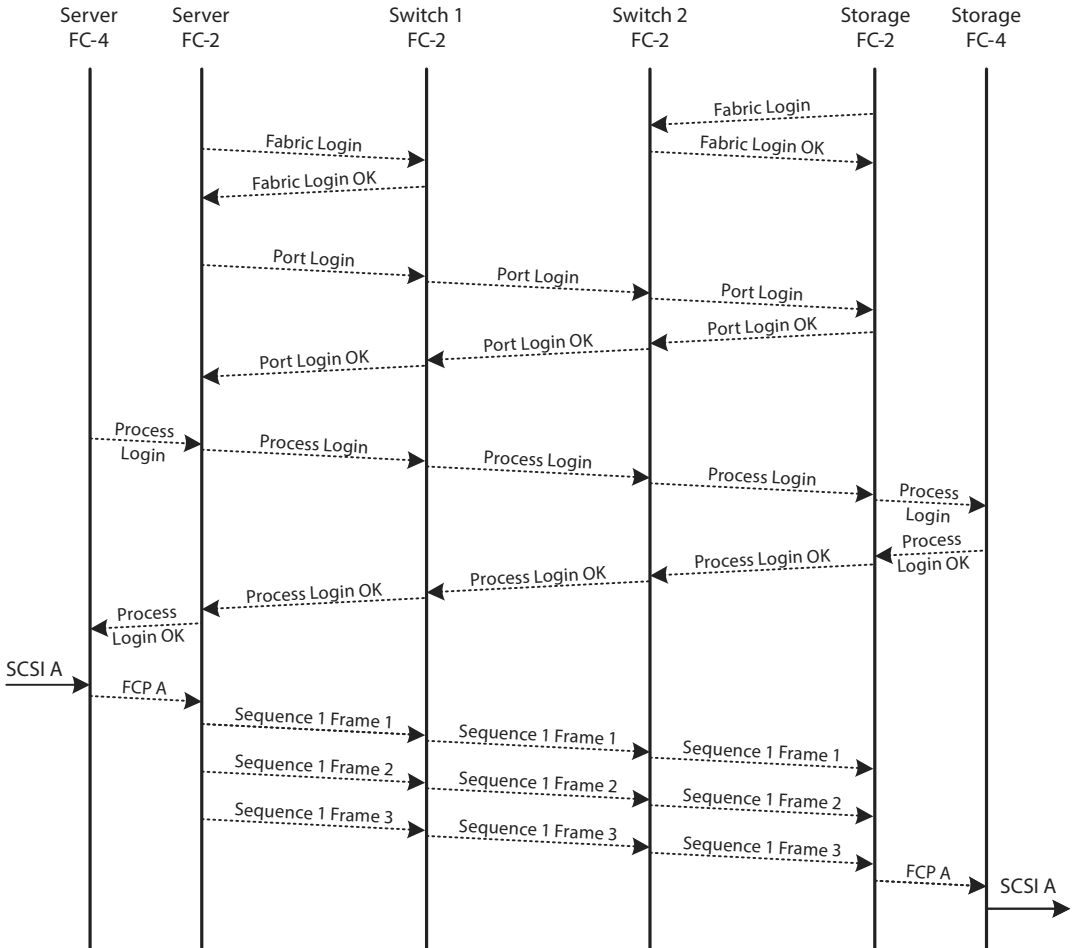 Server
FC-4
Server
FC-2
Switch 1
FC-2
Switch 2
FC-2
Storage
FC-2
Storage
FC-4
Fabric Login
Fabric Login OK
Fabric Login
Fabric Login OK
Port Login
Port Login
Port Login
Port Login OK
Port Login OK
Port Login OK
Process
Login
Process Login
Process Login
Process Login
Process
Login
Process
Login OK
Process Login OK
Process Login OK
Process Login OK
Process
Login OK
SCSI A
FCP A
Sequence 1 Frame 1
Sequence 1 Frame 1
Sequence 1 Frame 1
Sequence 1 Frame 2
Sequence 1 Frame 2
Sequence 1 Frame 2
Sequence 1 Frame 3
Sequence 1 Frame 3
Sequence 1 Frame 3
FCP A
SCSI A